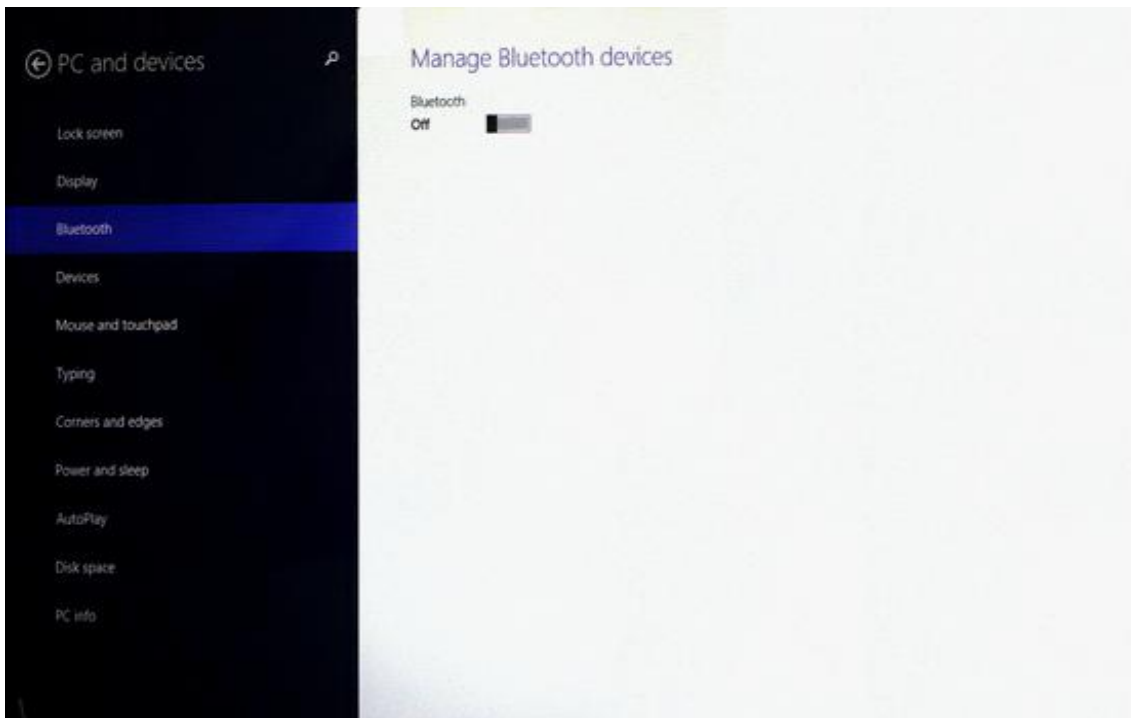 PC and devices
Lock screen
Display
Bluetooth
Devices
Mouse and touchpad
Typing
Corners and edges
Power and sleep
AutoPlay
Disk space
PC info
Manage Bluetooth devices
Bluetooth
Off